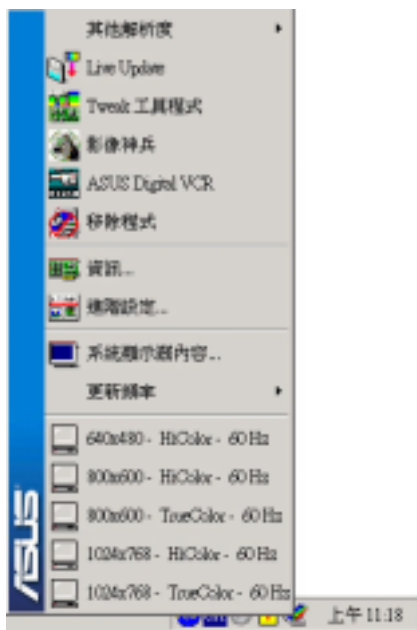 其他解析度
Live Update
Tweak 工具程式
影像神兵
ASUS Digital VCR
移除程式
資訊...
進階設定...
系統顯示器內容...
更新頻率
640x480 - HiColor - 60 Hz
800x600 - HiColor - 60 Hz
800x600 - TrueColor - 60 Hz
1024x768 - HiColor - 60 Hz
1024x768 - TrueColor - 60 Hz
ASUS
上午 11:18